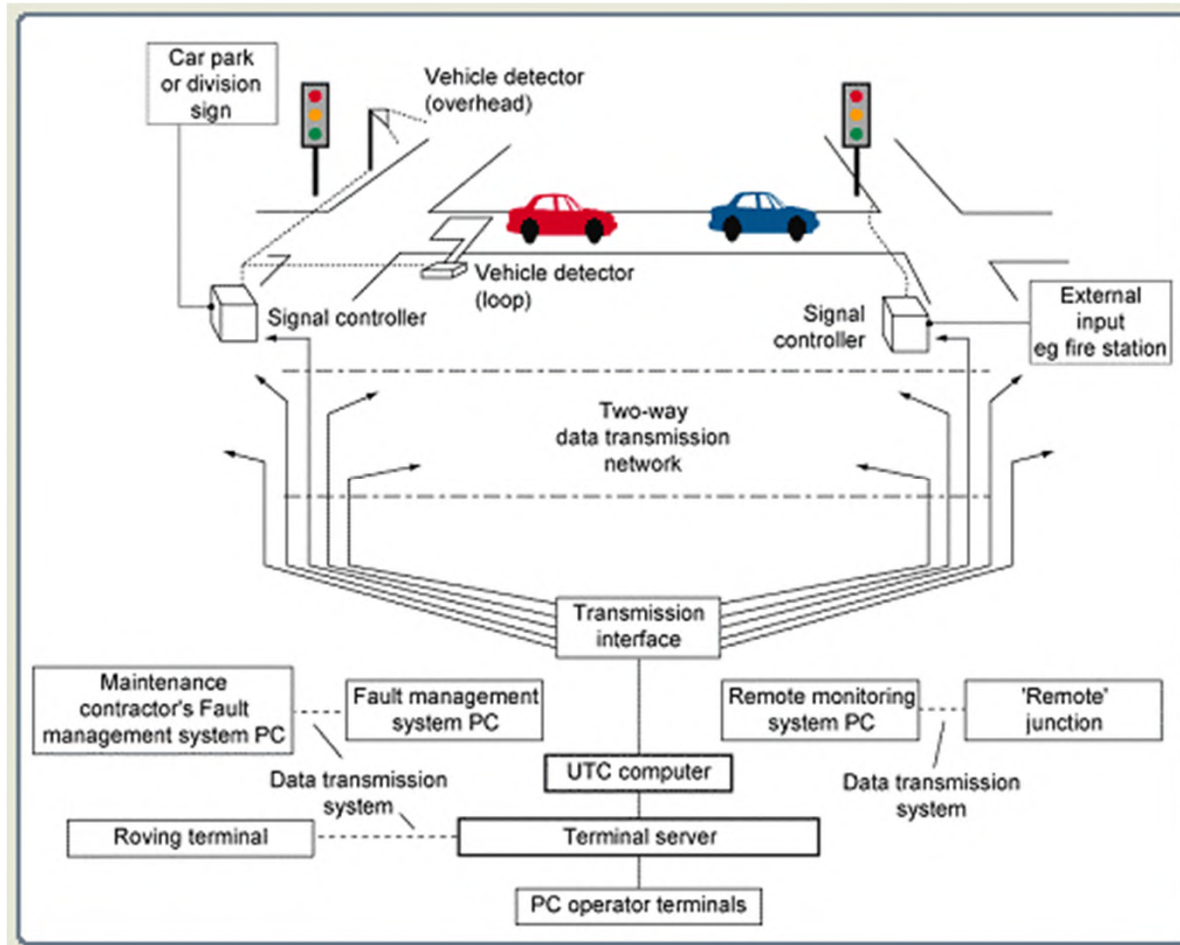 Car park
or division
sign
Vehicle detector
(overhead)
Vehicle detector
(loop)
Signal controller
Signal
controller
External
input
eg fire station
Two-way
data transmission
network
Transmission
interface
Maintenance
contractor's Fault
management system PC
Fault management
system PC
Remote monitoring
system PC
'Remote'
junction
UTC computer
Data transmission
system
Data transmission
system
Roving terminal
Terminal server
PC operator terminals